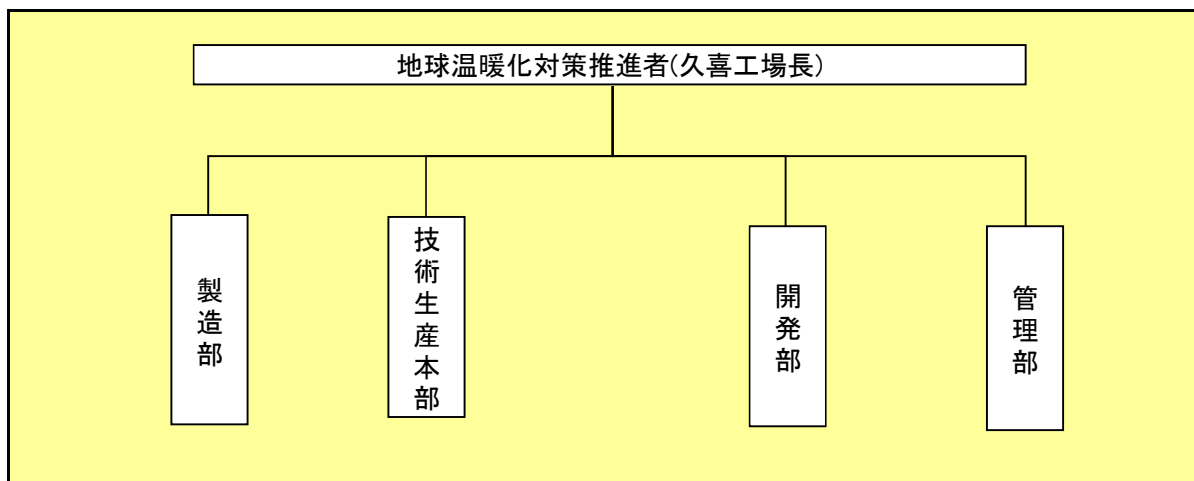 地球温暖化対策推進者(久喜工場長)
製造部
技術生産本部
開発部
管理部